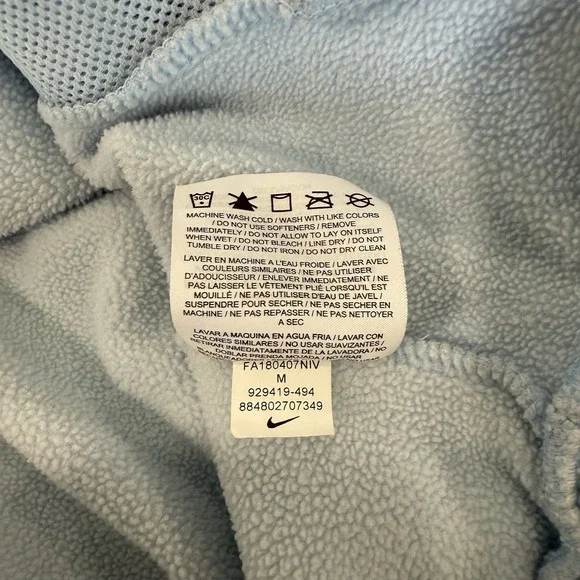 30C
MACHINE WASH COLD / WASH WITH LIKE COLORS
/ DO NOT USE SOFTENERS / REMOVE
IMMEDIATELY / DO NOT ALLOW TO LAY ON ITSELF
WHEN WET / DO NOT BLEACH / LINE DRY / DO NOT
TUMBLE DRY / DO NOT IRON / DO NOT DRY CLEAN
LAVER EN MACHINE A L'EAU FROIDE / LAVER AVEC
COULEURS SIMILAIRES / NE PAS UTILISER
D'ADOUCISSEUR / ENLEVER IMMEDIATEMENT / NE
PAS LAISSER LE VÊTEMENT PLIÉ LORSQU'IL EST
MOUILLÉ / NE PAS UTILISER D'EAU DE JAVEL /
SUSPENDRE POUR SECHER / NE PAS SECHER EN
MACHINE / NE PAS REPASSER / NE PAS NETTOYER
A SEC
LAVAR A MAQUINA EN AGUA FRIA / LAVAR CON
COLORES SIMILARES / NO USAR SUAVIZANTES /
RETIRAR INMEDIATAMENTE DE LA LAVADORA / NO
DOBLAR PRENDA MOJADA / NO USAR
FA180407NIV
M
929419-494
884802707349